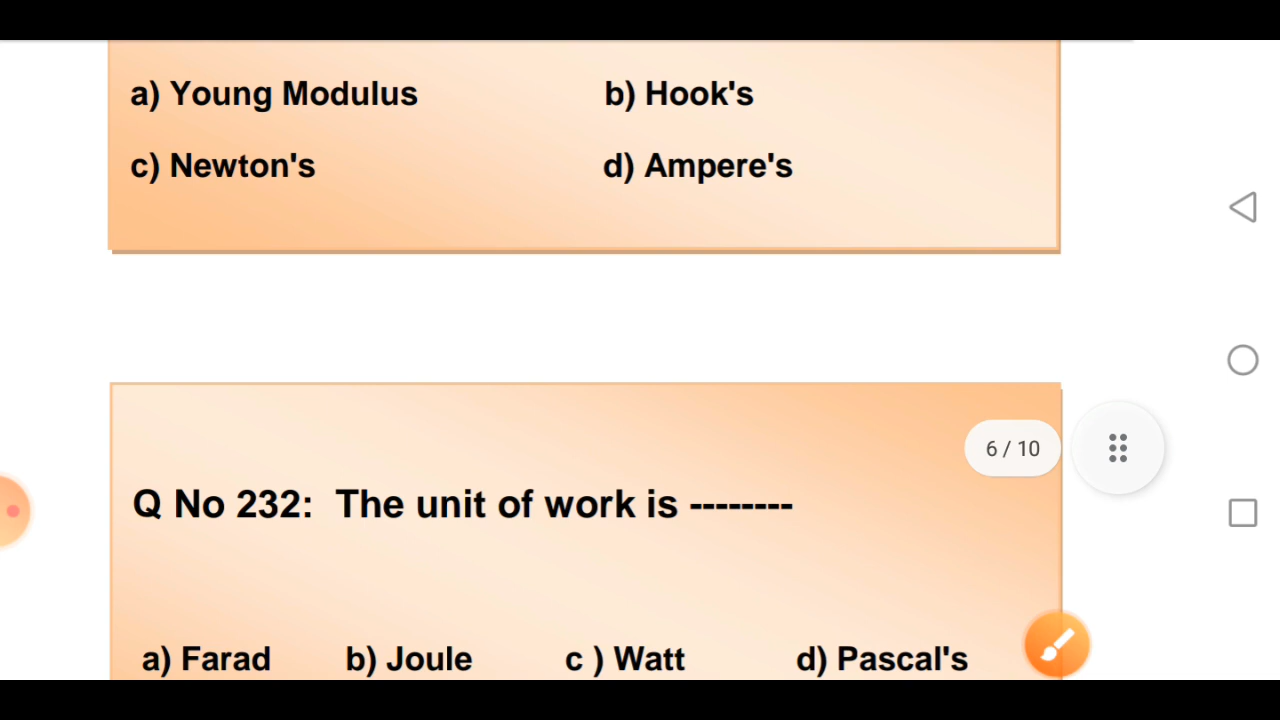 a) Young Modulus b) Hook's
c) Newton's d) Ampere's
6 / 10
Q No 232: The unit of work is --------
a) Farad b) Joule c ) Watt d) Pascal's